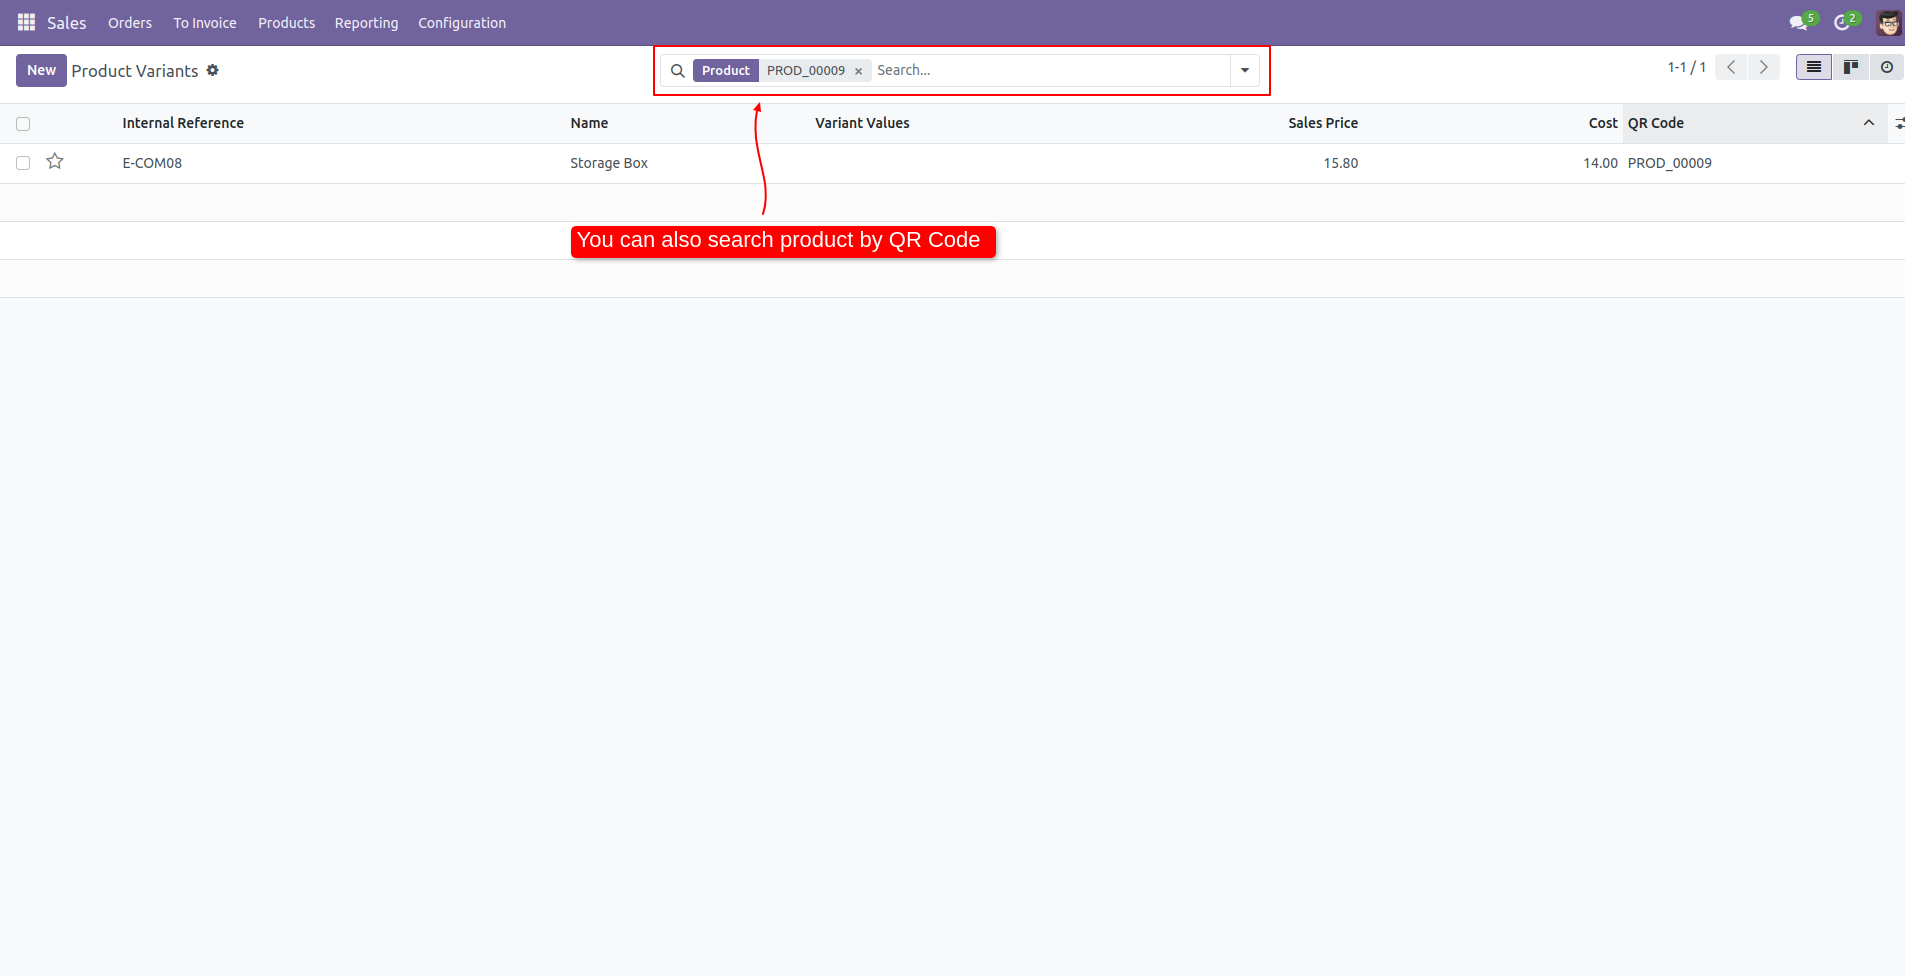 Sales Orders To Invoice Products Reporting Configuration 5 2
New Product Variants Product PROD_00009 × Search... 1-1 / 1
Internal Reference Name Variant Values Sales Price Cost QR Code
E-COM08 Storage Box 15.80 14.00 PROD_00009
You can also search product by QR Code